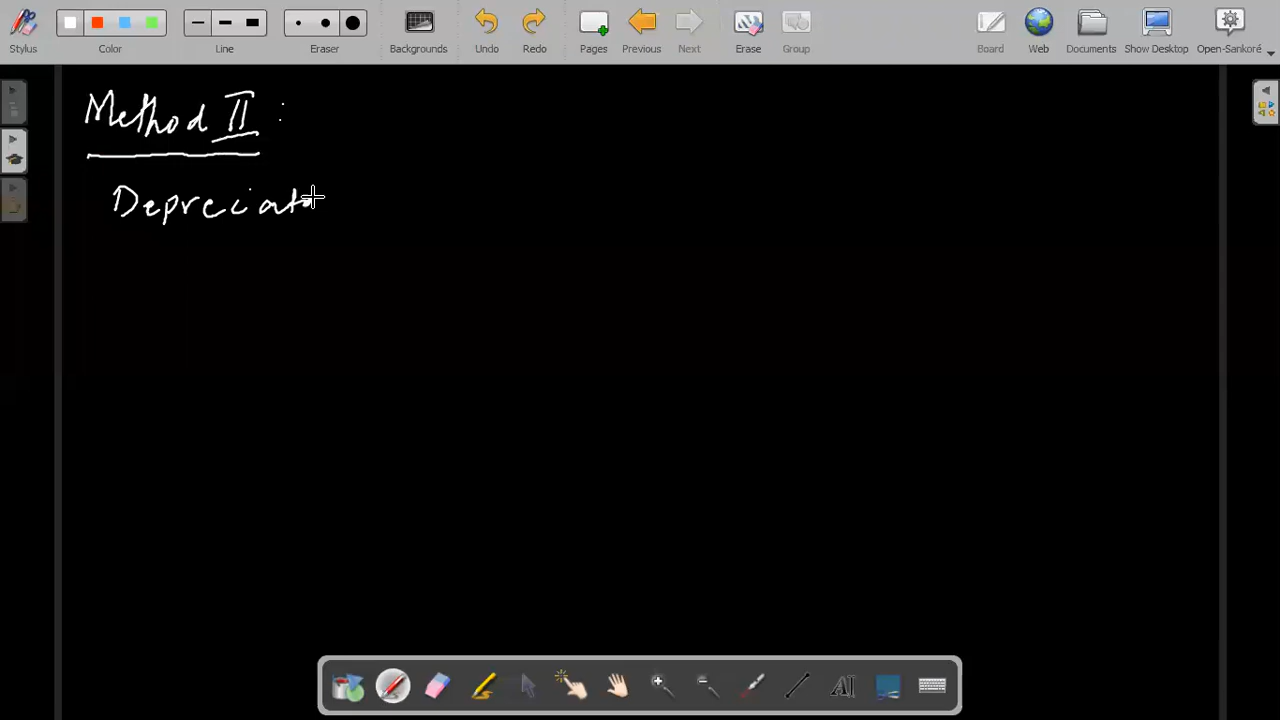 Stylus
Color
Line
Eraser
Backgrounds
Undo
Redo
Pages
Previous
Next
Erase
Group
Board
Web
Documents
Show Desktop
Open-Sankoré
Method II :
Depreciat
AI